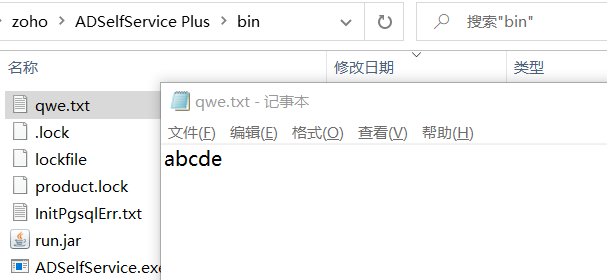 zoho > ADSelfService Plus > bin
搜索"bin"
名称 修改日期 类型
qwe.txt
.lock
lockfile
product.lock
InitPgsqlErr.txt
run.jar
ADSelfService.exe
qwe.txt - 记事本
文件(F) 编辑(E) 格式(O) 查看(V) 帮助(H)
abcde